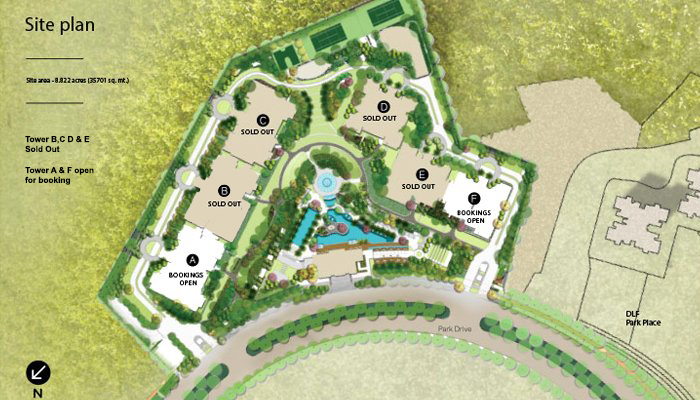 Site plan
Site area - 8.822 acres (35701 sq. mt.)
Tower B,C D & E
Sold Out
Tower A & F open
for booking
C
SOLD OUT
D
SOLD OUT
B
SOLD OUT
E
SOLD OUT
F
BOOKINGS
OPEN
A
BOOKINGS
OPEN
Park Drive
DLF
Park Place
N